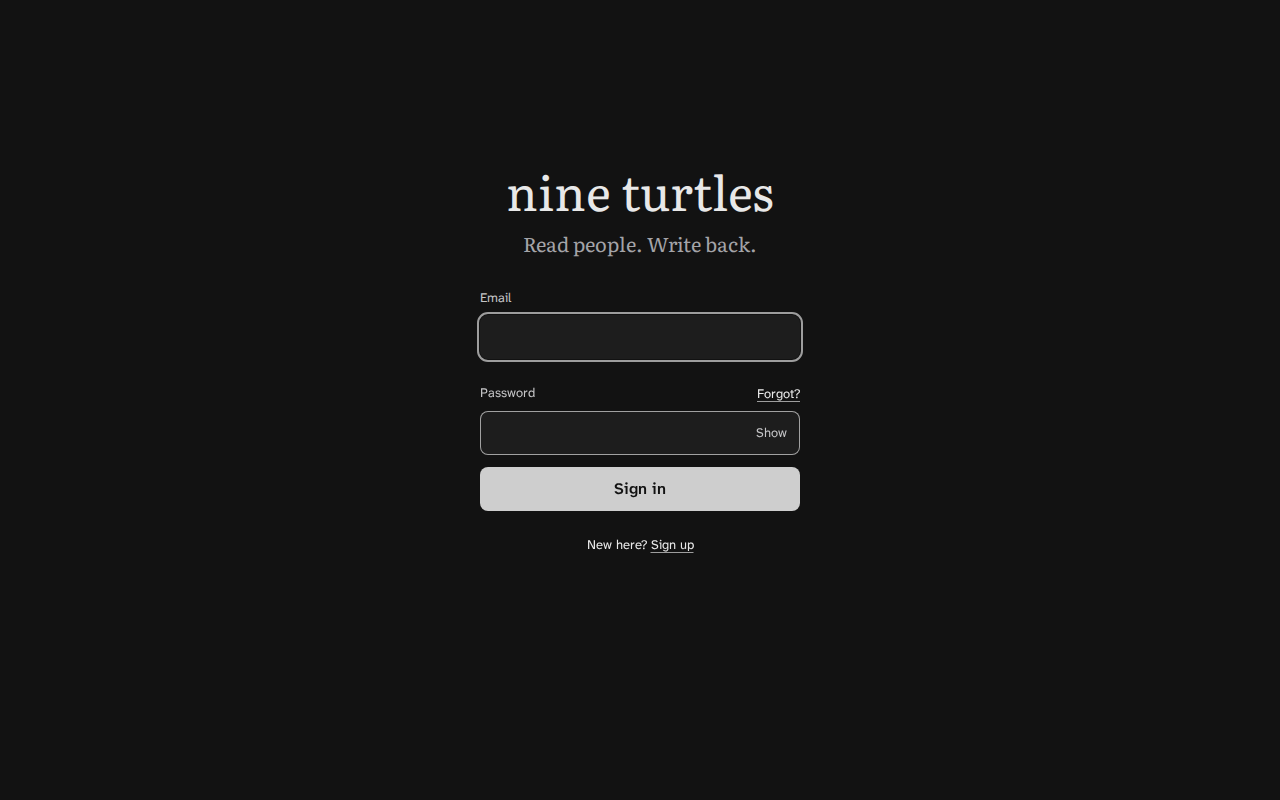 nine turtles
Read people. Write back.
Email
Password
Forgot?
Show
Sign in
New here? Sign up